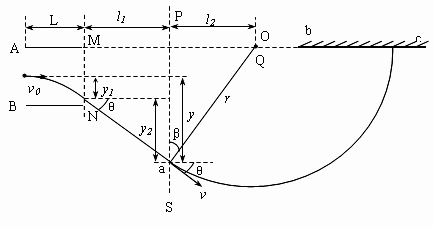 L l₁ P l₂
A M O b c
Q
v₀ y₁ r
B N θ y₂ y
β
a θ
v
S